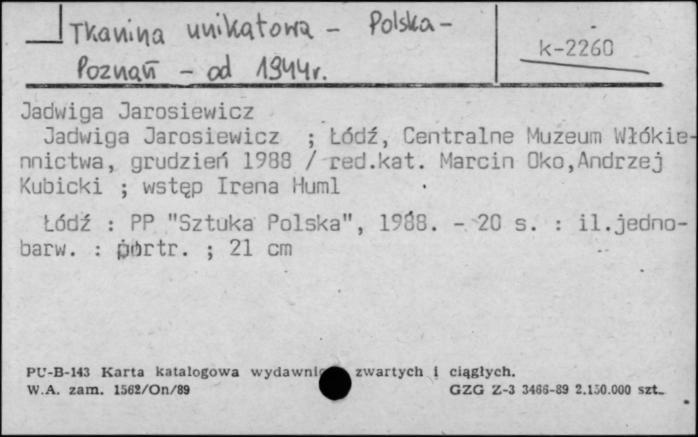 Tkanina unikatowa - Polska -
Poznań - od 1944r.
k-2260
Jadwiga Jarosiewicz
Jadwiga Jarosiewicz ; Łódź, Centralne Muzeum Włókie-
nnictwa, grudzień 1988 / red.kat. Marcin Oko,Andrzej
Kubicki ; wstęp Irena Huml
Łódź : PP "Sztuka Polska", 1988. - 20 s. : il.jedno-
barw. : portr. ; 21 cm
PU-B-143 Karta katalogowa zwartych i ciągłych.
W.A. zam. 1562/On/89 GZG Z-3 3466-89 2.150.000 szt.